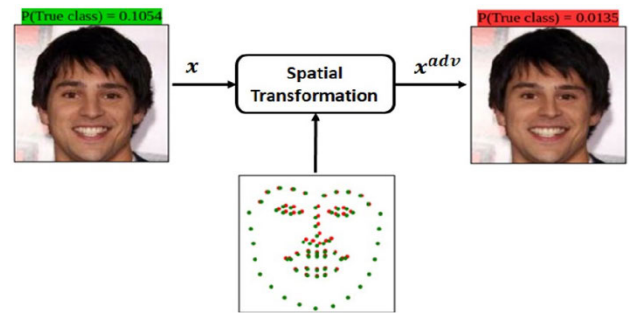 P(True class) = 0.1054
P(True class) = 0.0135
x
Spatial
Transformation
x^{adv}